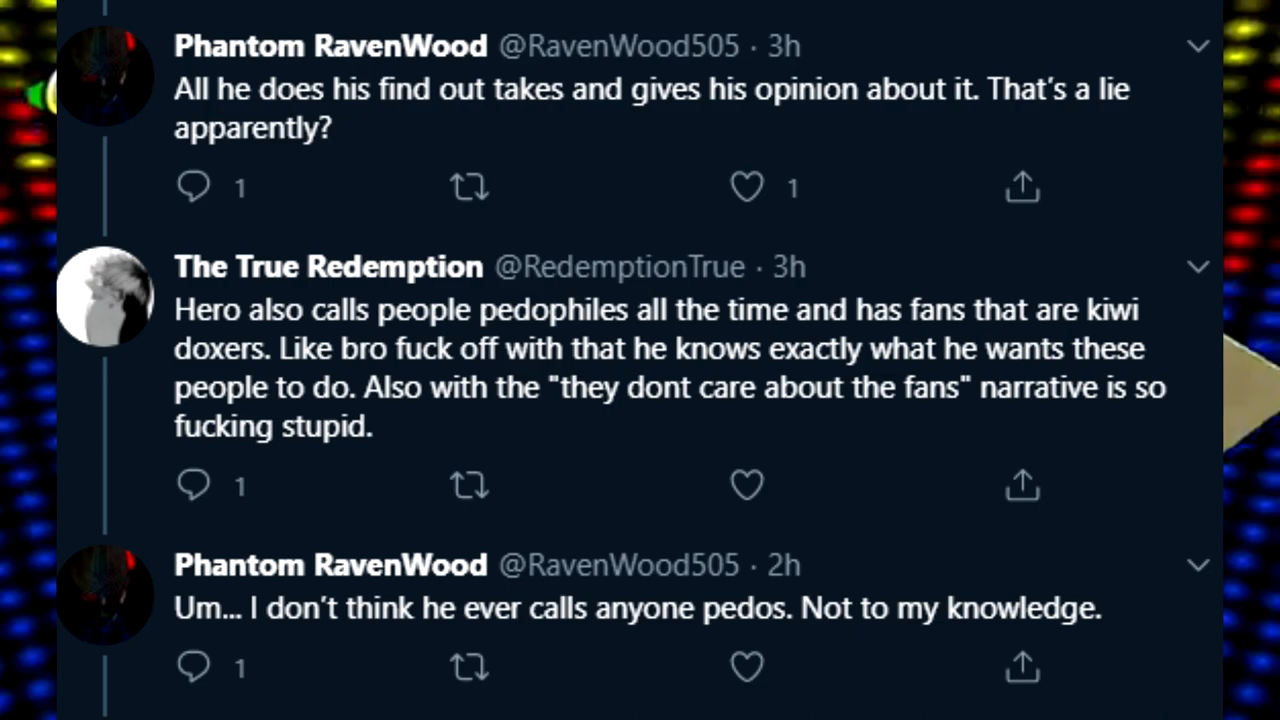 Phantom RavenWood @RavenWood505 · 3h
All he does his find out takes and gives his opinion about it. That’s a lie
apparently?
1 1
The True Redemption @RedemptionTrue · 3h
Hero also calls people pedophiles all the time and has fans that are kiwi
doxers. Like bro fuck off with that he knows exactly what he wants these
people to do. Also with the "they dont care about the fans" narrative is so
fucking stupid.
1
Phantom RavenWood @RavenWood505 · 2h
Um... I don’t think he ever calls anyone pedos. Not to my knowledge.
1